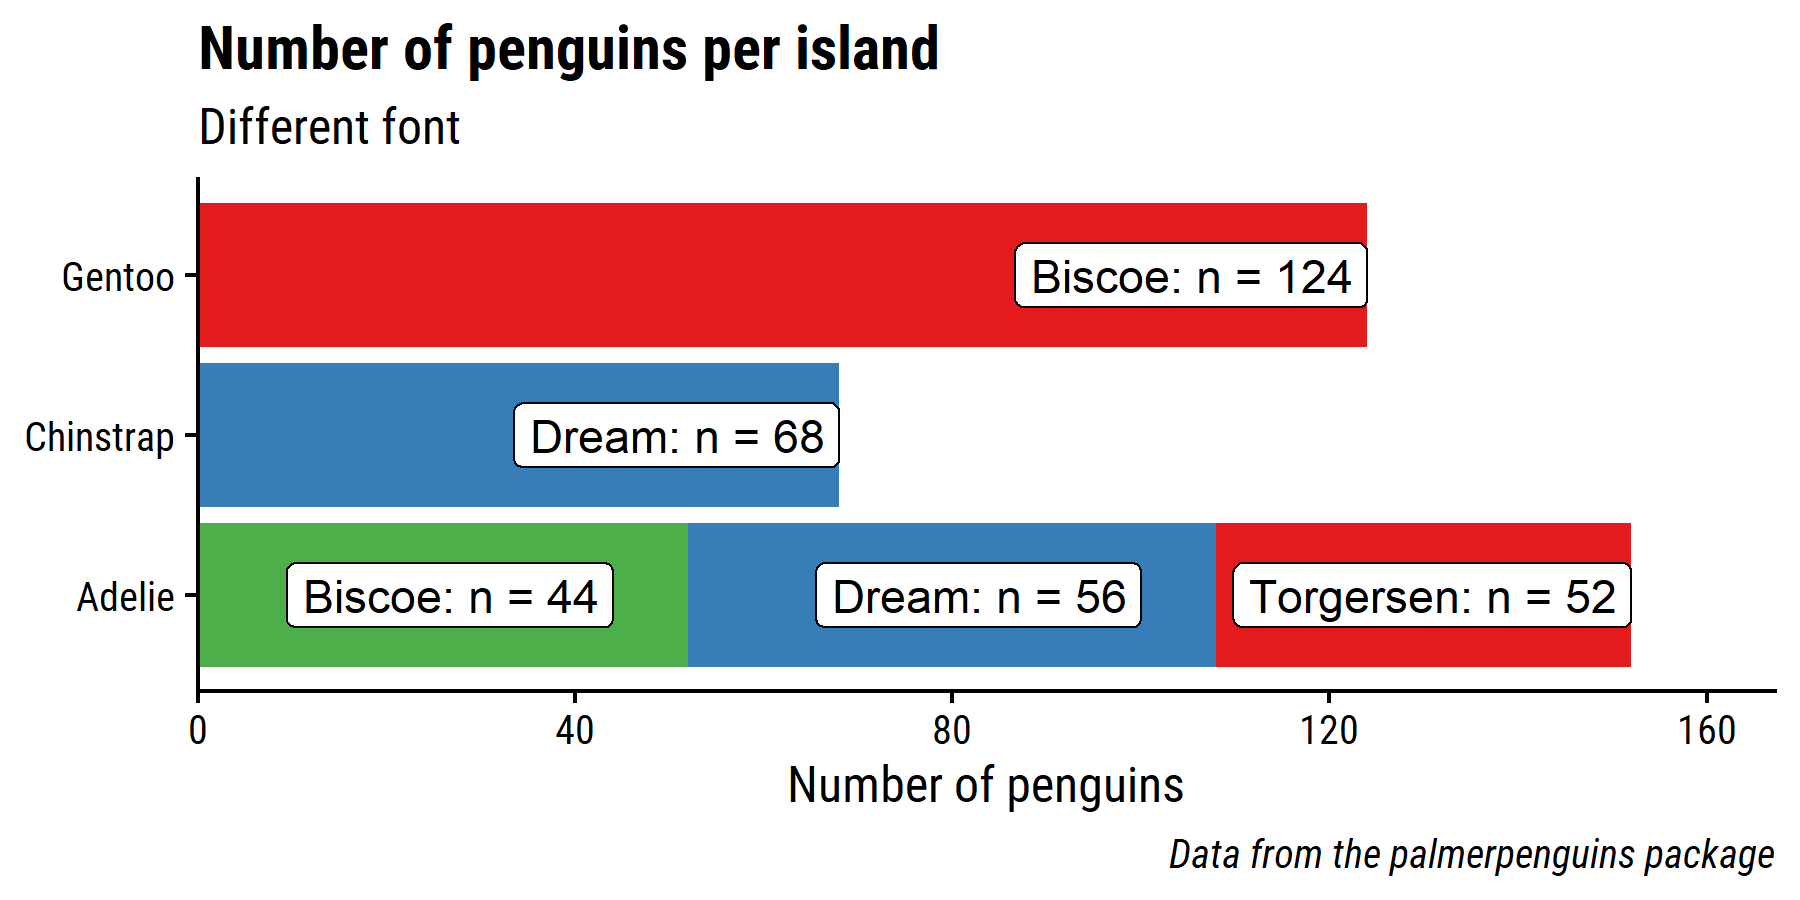 Number of penguins per island
Different font
Gentoo
Biscoe: n = 124
Chinstrap
Dream: n = 68
Adelie
Biscoe: n = 44
Dream: n = 56
Torgersen: n = 52
0 40 80 120 160
Number of penguins
Data from the palmerpenguins package